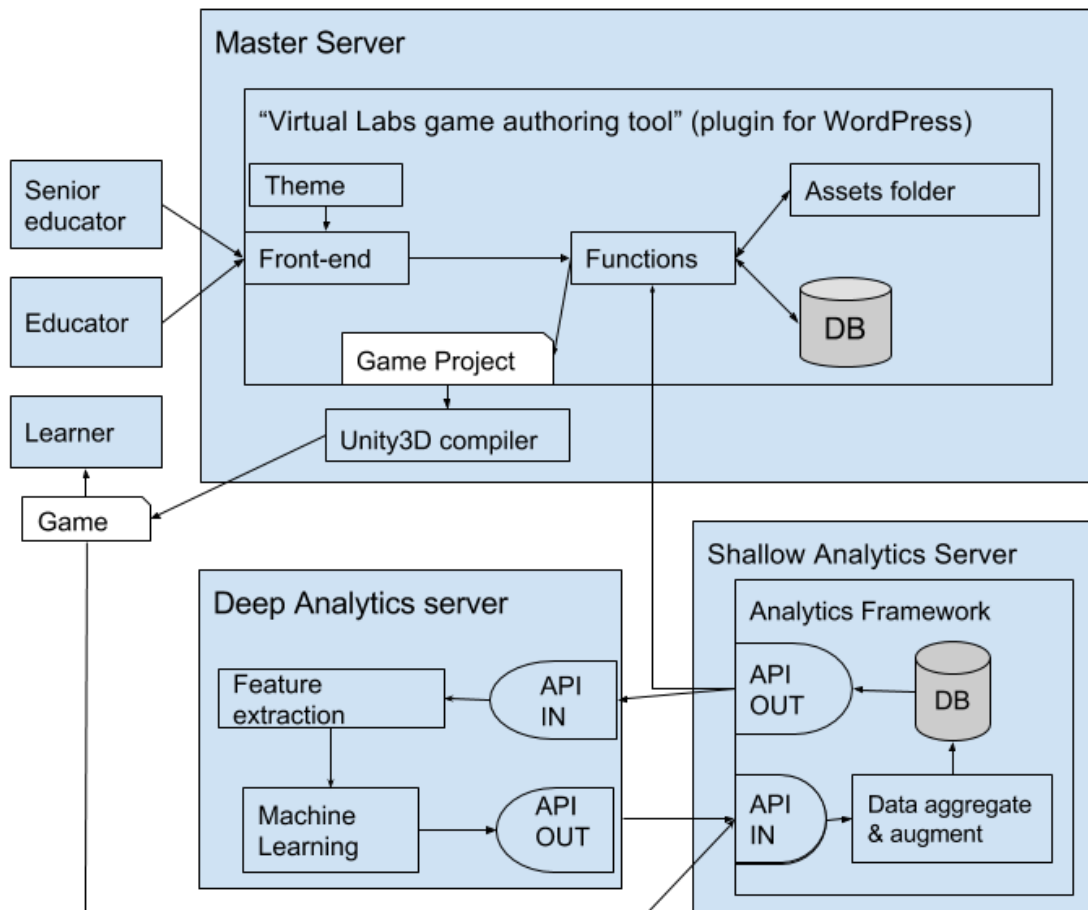 Master Server
“Virtual Labs game authoring tool” (plugin for WordPress)
Senior
educator
Theme
Assets folder
Front-end
Functions
Educator
DB
Game Project
Learner
Unity3D compiler
Game
Shallow Analytics Server
Deep Analytics server
Analytics Framework
Feature
extraction
API
IN
API
OUT
DB
Machine
Learning
API
OUT
API
IN
Data aggregate
& augment